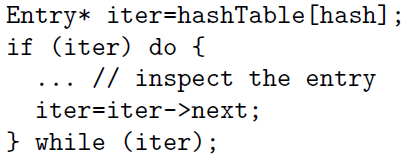 Entry* iter=hashTable[hash];
if (iter) do {
  ... // inspect the entry
  iter=iter->next;
} while (iter);